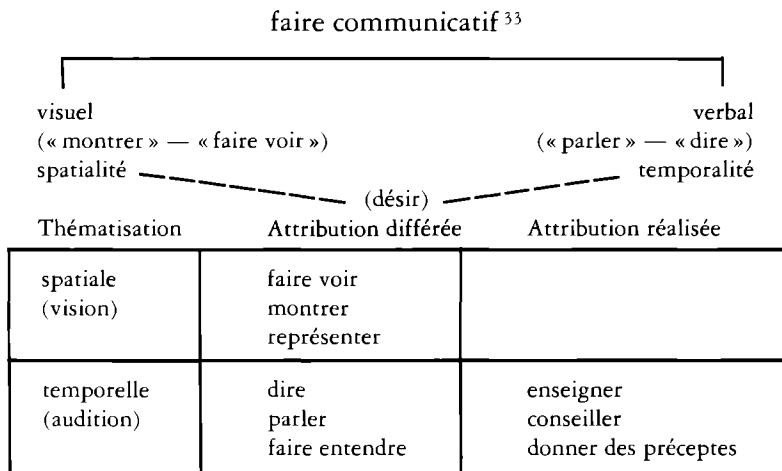 faire communicatif 33
visuel verbal
(« montrer » — « faire voir ») (« parler » — « dire »)
spatialité temporalité
(désir)
Thématisation Attribution différée Attribution réalisée
spatiale faire voir
(vision) montrer
représenter
temporelle dire enseigner
(audition) parler conseiller
faire entendre donner des préceptes